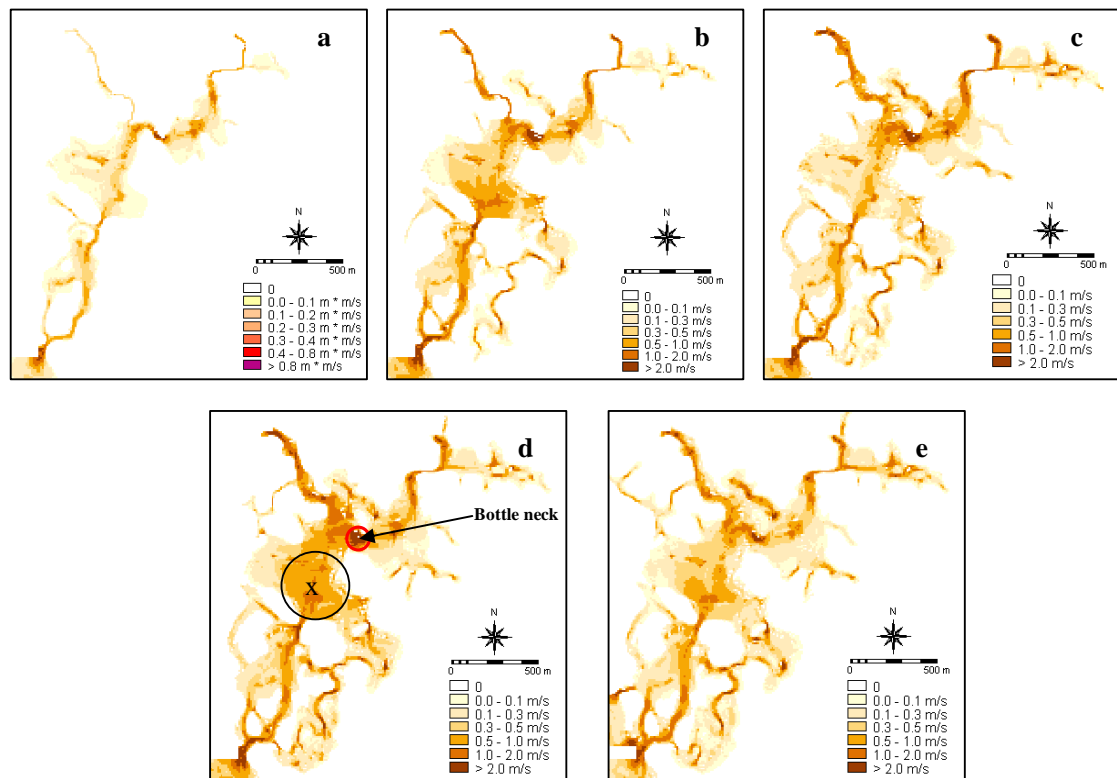 a
N
0 500 m
0
0.0 - 0.1 m * m/s
0.1 - 0.2 m * m/s
0.2 - 0.3 m * m/s
0.3 - 0.4 m * m/s
0.4 - 0.8 m * m/s
> 0.8 m * m/s
b
N
0 500 m
0
0.0 - 0.1 m/s
0.1 - 0.3 m/s
0.3 - 0.5 m/s
0.5 - 1.0 m/s
1.0 - 2.0 m/s
> 2.0 m/s
c
N
0 500 m
0
0.0 - 0.1 m/s
0.1 - 0.3 m/s
0.3 - 0.5 m/s
0.5 - 1.0 m/s
1.0 - 2.0 m/s
> 2.0 m/s
d
Bottle neck
X
N
0 500 m
0
0.0 - 0.1 m/s
0.1 - 0.3 m/s
0.3 - 0.5 m/s
0.5 - 1.0 m/s
1.0 - 2.0 m/s
> 2.0 m/s
e
N
0 500 m
0
0.0 - 0.1 m/s
0.1 - 0.3 m/s
0.3 - 0.5 m/s
0.5 - 1.0 m/s
1.0 - 2.0 m/s
> 2.0 m/s